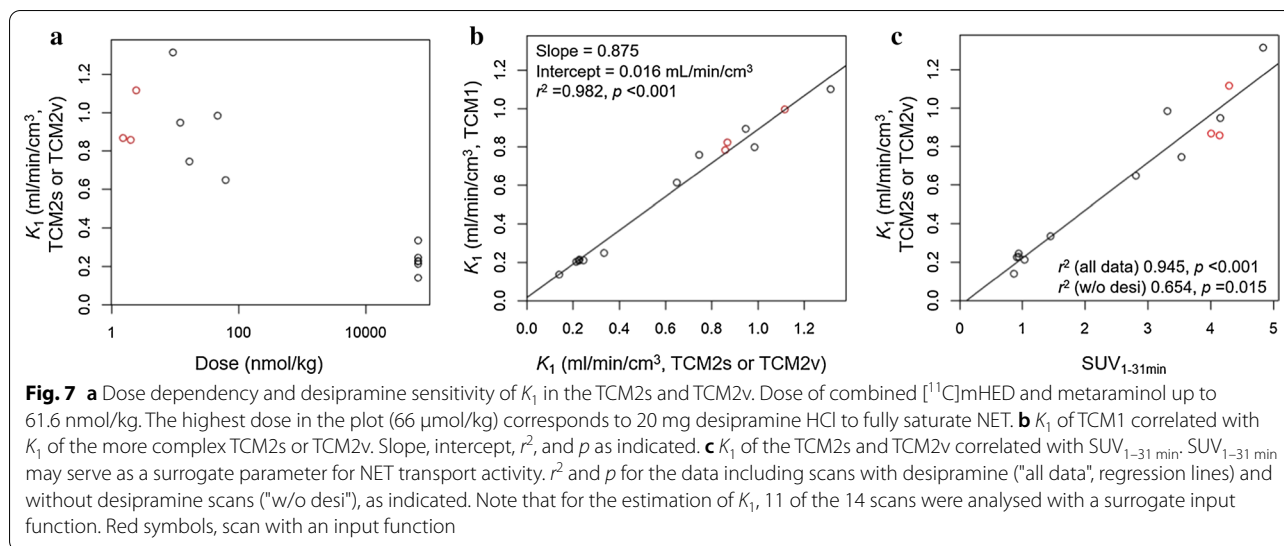 a
K₁ (ml/min/cm³,
TCM2s or TCM2v)
0.0 0.2 0.4 0.6 0.8 1.0 1.2
1 100 10000
Dose (nmol/kg)
b
Slope = 0.875
Intercept = 0.016 mL/min/cm³
r² =0.982, p <0.001
K₁ (ml/min/cm³, TCM1)
0.0 0.2 0.4 0.6 0.8 1.0 1.2
0.0 0.2 0.4 0.6 0.8 1.0 1.2
K₁ (ml/min/cm³, TCM2s or TCM2v)
c
K₁ (ml/min/cm³,
TCM2s or TCM2v)
0.0 0.2 0.4 0.6 0.8 1.0 1.2
r² (all data) 0.945, p <0.001
r² (w/o desi) 0.654, p =0.015
0 1 2 3 4 5
SUV₁₋₃₁ₘᵢₙ
Fig. 7 a Dose dependency and desipramine sensitivity of K₁ in the TCM2s and TCM2v. Dose of combined [¹¹C]mHED and metaraminol up to
61.6 nmol/kg. The highest dose in the plot (66 μmol/kg) corresponds to 20 mg desipramine HCl to fully saturate NET. b K₁ of TCM1 correlated with
K₁ of the more complex TCM2s or TCM2v. Slope, intercept, r², and p as indicated. c K₁ of the TCM2s and TCM2v correlated with SUV₁₋₃₁ ₘᵢₙ. SUV₁₋₃₁ ₘᵢₙ
may serve as a surrogate parameter for NET transport activity. r² and p for the data including scans with desipramine ("all data", regression lines) and
without desipramine scans ("w/o desi"), as indicated. Note that for the estimation of K₁, 11 of the 14 scans were analysed with a surrogate input
function. Red symbols, scan with an input function